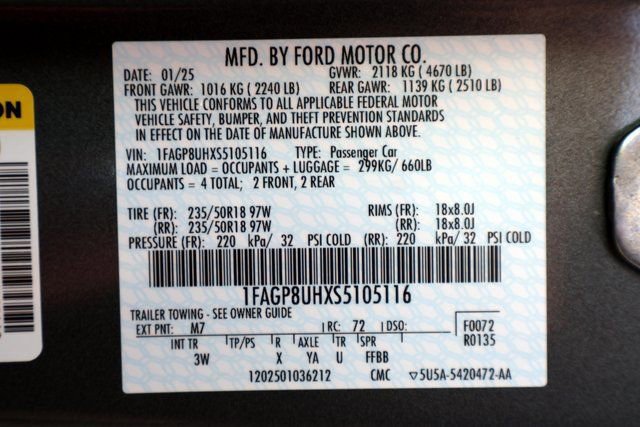 MFD. BY FORD MOTOR CO.
DATE: 01/25 GVWR: 2118 KG ( 4670 LB)
FRONT GAWR: 1016 KG ( 2240 LB) REAR GAWR: 1139 KG ( 2510 LB)
THIS VEHICLE CONFORMS TO ALL APPLICABLE FEDERAL MOTOR
VEHICLE SAFETY, BUMPER, AND THEFT PREVENTION STANDARDS
IN EFFECT ON THE DATE OF MANUFACTURE SHOWN ABOVE.
VIN: 1FAGP8UHXS5105116 TYPE: Passenger Car
MAXIMUM LOAD = OCCUPANTS + LUGGAGE = 299KG/ 660LB
OCCUPANTS = 4 TOTAL; 2 FRONT, 2 REAR
TIRE (FR): 235/50R18 97W RIMS (FR): 18x8.0J
(RR): 235/50R18 97W (RR): 18x8.0J
PRESSURE (FR): 220 kPa/ 32 PSI COLD (RR): 220 kPa/ 32 PSI COLD
1FAGP8UHXS5105116
TRAILER TOWING - SEE OWNER GUIDE
EXT PNT: M7 RC: 72 DSO: F0072
INT TR TP/PS R AXLE TR SPR R0135
3W X YA U FFBB
1202501036212 CMC ▽5U5A-5420472-AA
ON